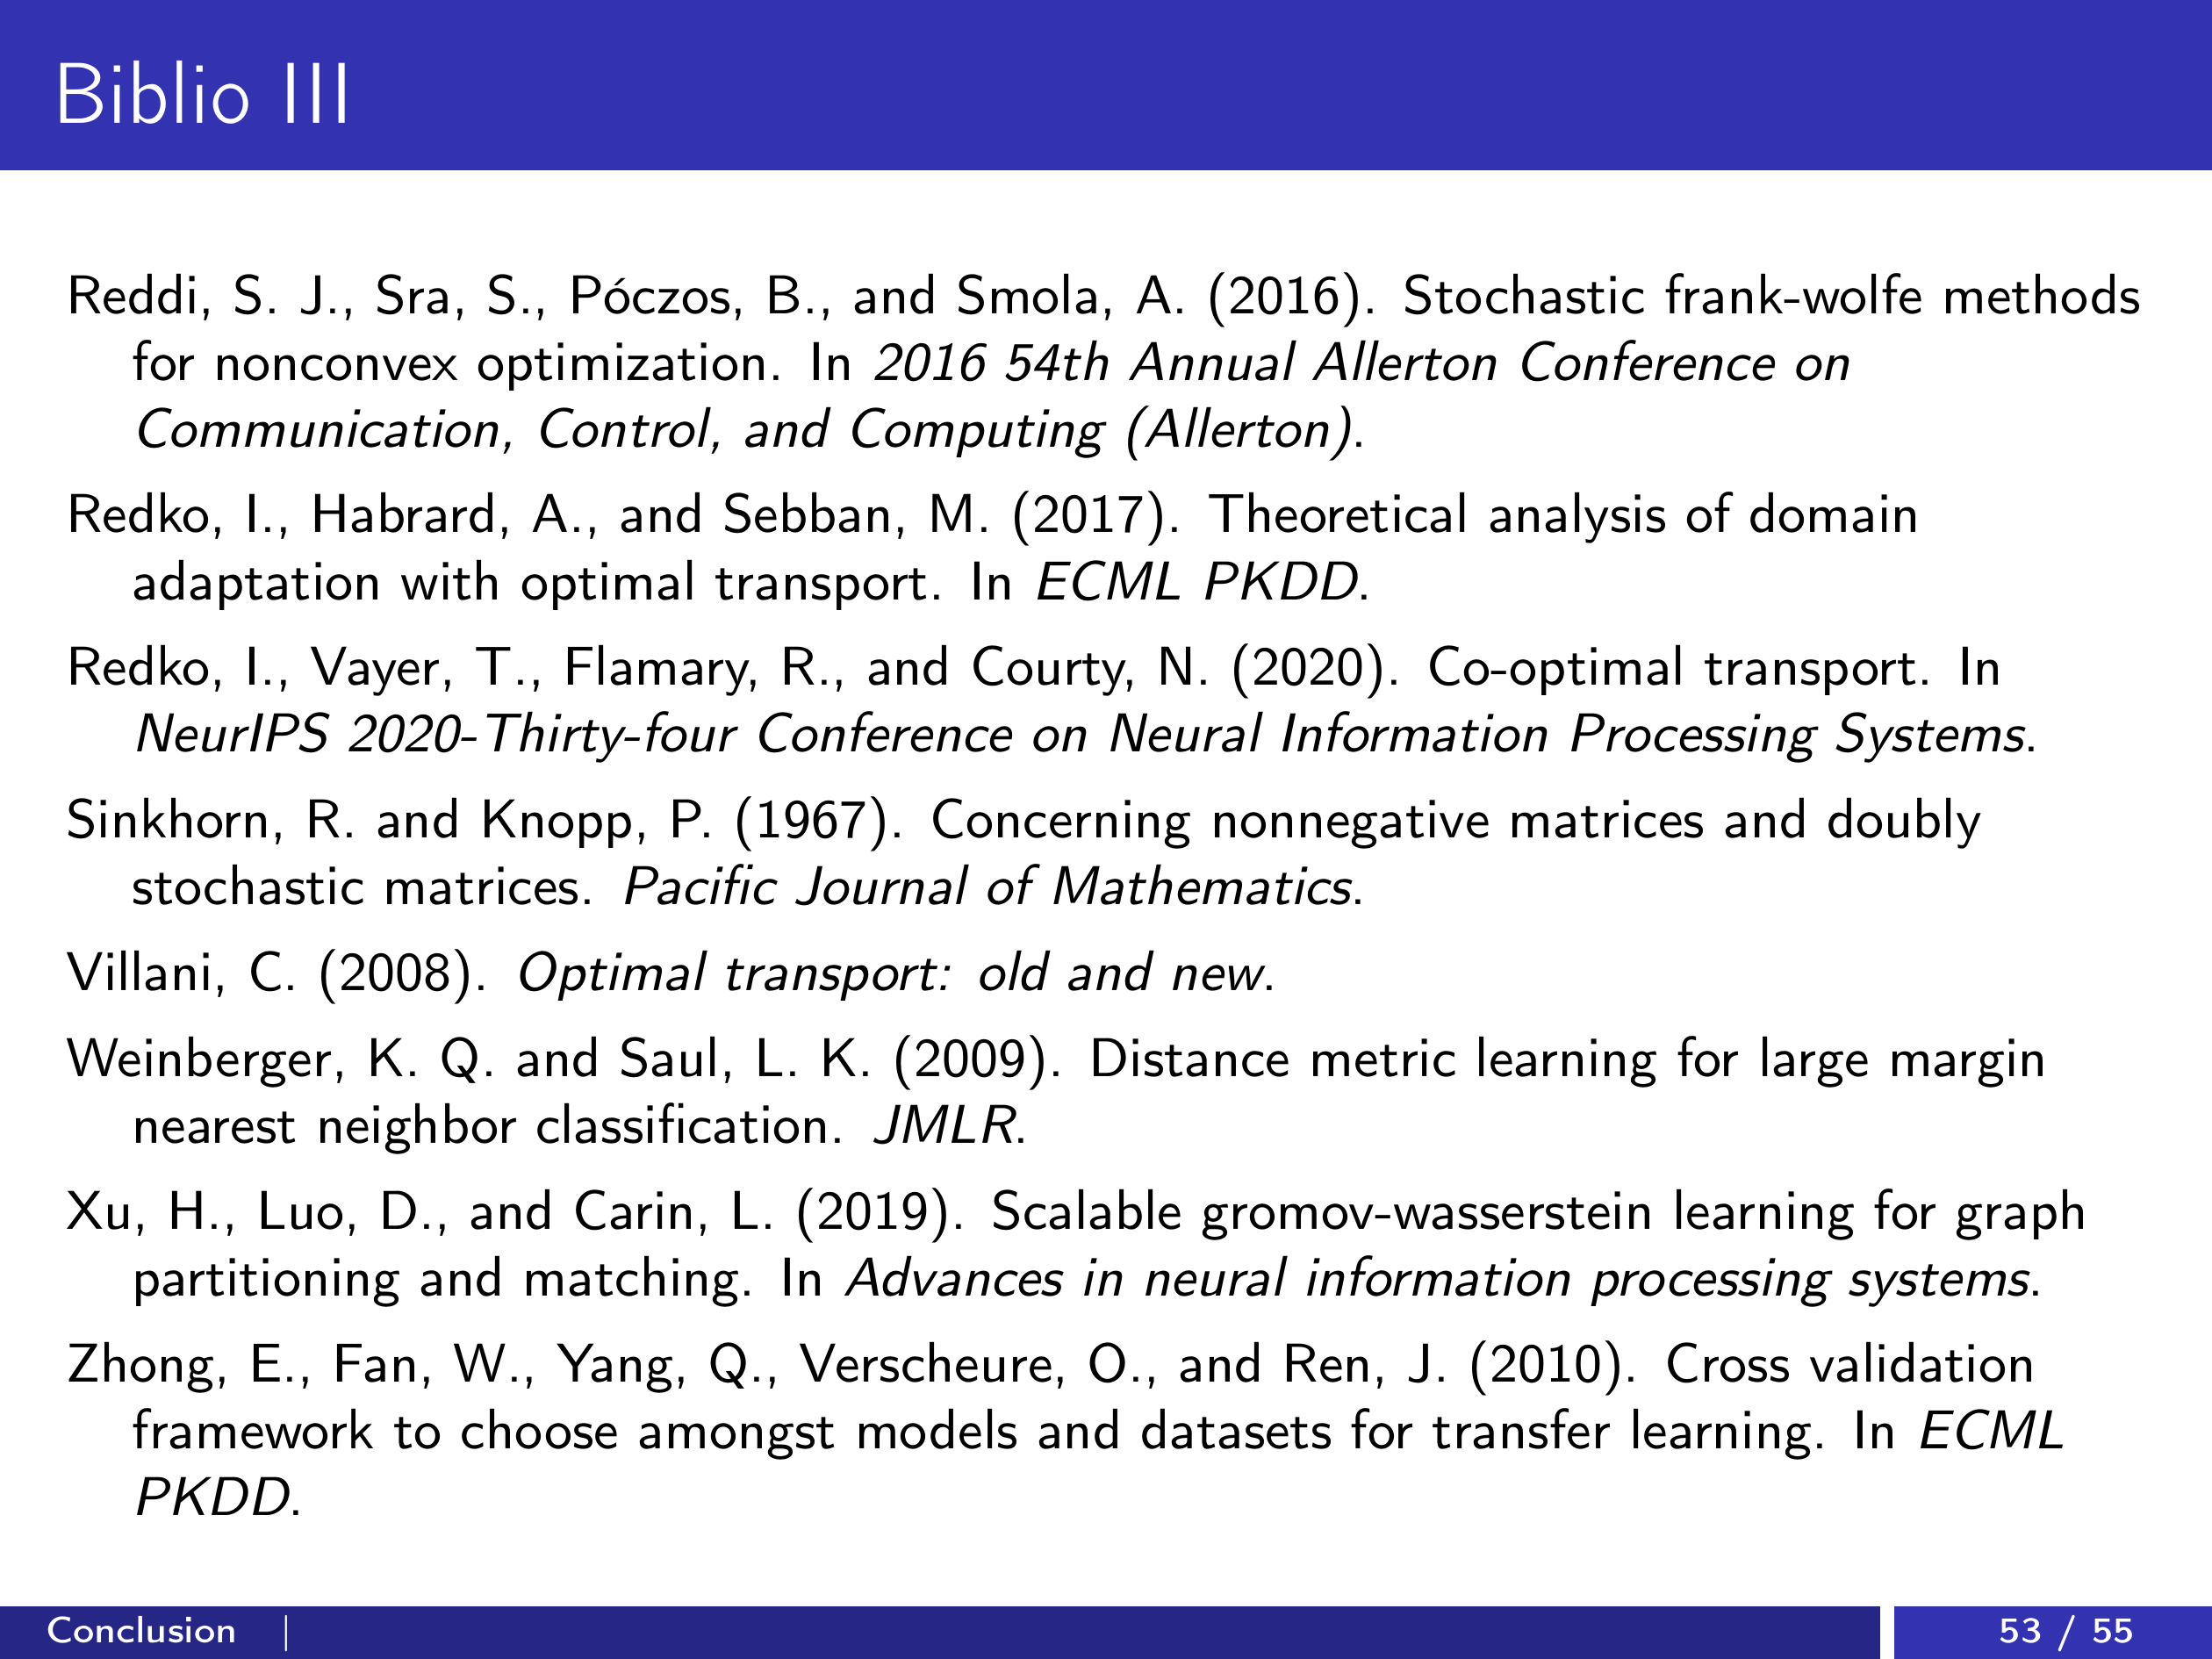 Biblio III
Reddi, S. J., Sra, S., Póczos, B., and Smola, A. (2016). Stochastic frank-wolfe methods
for nonconvex optimization. In 2016 54th Annual Allerton Conference on
Communication, Control, and Computing (Allerton).
Redko, I., Habrard, A., and Sebban, M. (2017). Theoretical analysis of domain
adaptation with optimal transport. In ECML PKDD.
Redko, I., Vayer, T., Flamary, R., and Courty, N. (2020). Co-optimal transport. In
NeurIPS 2020-Thirty-four Conference on Neural Information Processing Systems.
Sinkhorn, R. and Knopp, P. (1967). Concerning nonnegative matrices and doubly
stochastic matrices. Pacific Journal of Mathematics.
Villani, C. (2008). Optimal transport: old and new.
Weinberger, K. Q. and Saul, L. K. (2009). Distance metric learning for large margin
nearest neighbor classification. JMLR.
Xu, H., Luo, D., and Carin, L. (2019). Scalable gromov-wasserstein learning for graph
partitioning and matching. In Advances in neural information processing systems.
Zhong, E., Fan, W., Yang, Q., Verscheure, O., and Ren, J. (2010). Cross validation
framework to choose amongst models and datasets for transfer learning. In ECML
PKDD.
Conclusion |
53 / 55